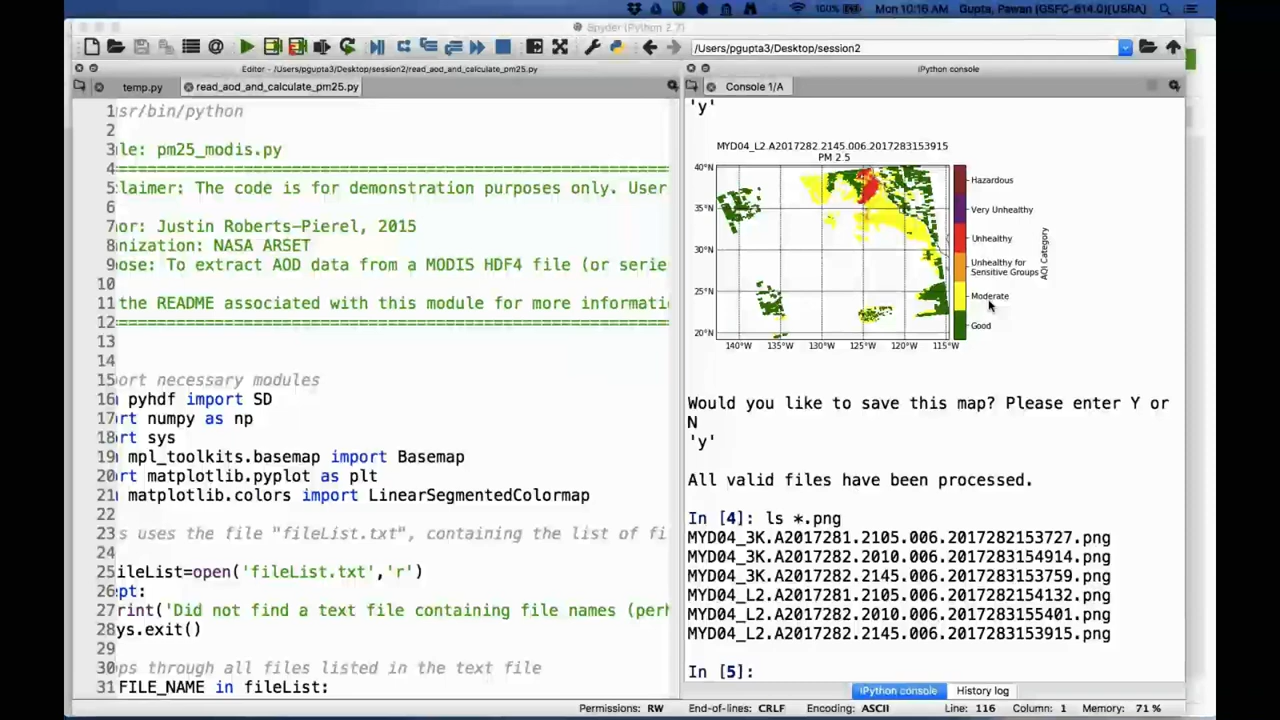 100%
Mon 10:16 AM Gupta, Pawan (GSFC-614.0)[USRA]
Spyder (Python 2.7)
/Users/pgupta3/Desktop/session2
Editor - /Users/pgupta3/Desktop/session2/read_aod_and_calculate_pm25.py
temp.py
read_aod_and_calculate_pm25.py
1 sr/bin/python
2
3 le: pm25_modis.py
4 ================================================
5 laimer: The code is for demonstration purposes only. User
6
7 or: Justin Roberts-Pierel, 2015
8 nization: NASA ARSET
9 ose: To extract AOD data from a MODIS HDF4 file (or serie
10
11 the README associated with this module for more informati
12 ================================================
13
14
15 ort necessary modules
16 pyhdf import SD
17 rt numpy as np
18 rt sys
19 mpl_toolkits.basemap import Basemap
20 rt matplotlib.pyplot as plt
21 matplotlib.colors import LinearSegmentedColormap
22
23 s uses the file "fileList.txt", containing the list of fi
24
25 ileList=open('fileList.txt','r')
26 pt:
27 rint('Did not find a text file containing file names (perh
28 ys.exit()
29
30 ps through all files listed in the text file
31 FILE_NAME in fileList:
iPython console
Console 1/A
'y'
MYD04_L2.A2017282.2145.006.2017283153915
PM 2.5
40°N
35°N
30°N
25°N
20°N
140°W 135°W 130°W 125°W 120°W 115°W
Hazardous
Very Unhealthy
Unhealthy
Unhealthy for
Sensitive Groups
Moderate
Good
AQI Category
Would you like to save this map? Please enter Y or
N
'y'
All valid files have been processed.
In [4]: ls *.png
MYD04_3K.A2017281.2105.006.2017282153727.png
MYD04_3K.A2017282.2010.006.2017283154914.png
MYD04_3K.A2017282.2145.006.2017283153759.png
MYD04_L2.A2017281.2105.006.2017282154132.png
MYD04_L2.A2017282.2010.006.2017283155401.png
MYD04_L2.A2017282.2145.006.2017283153915.png
In [5]:
iPython console
History log
Permissions: RW End-of-lines: CRLF Encoding: ASCII Line: 116 Column: 1 Memory: 71 %